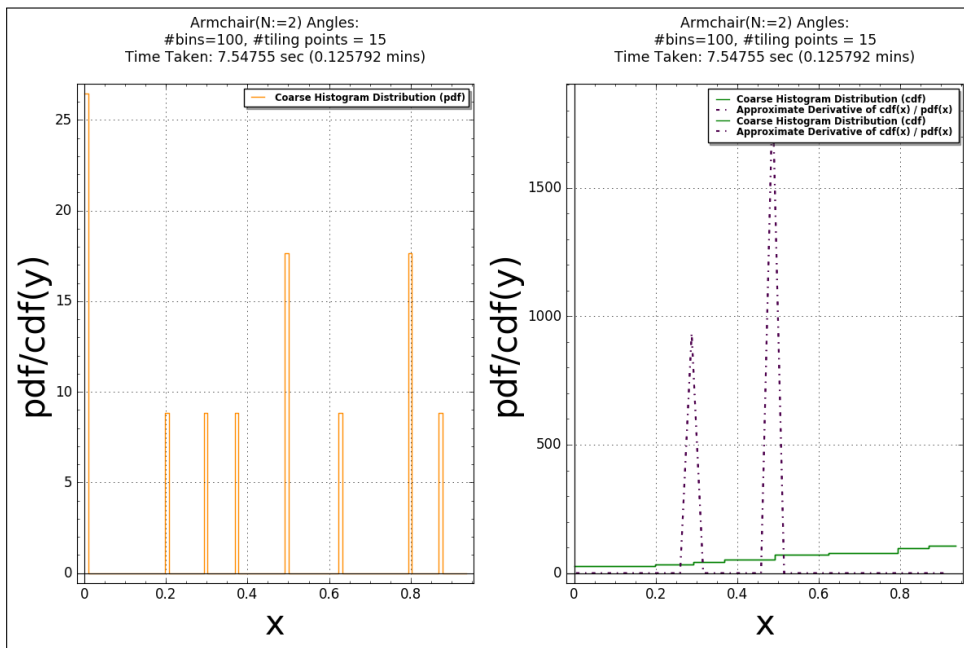 Armchair(N:=2) Angles:
#bins=100, #tiling points = 15
Time Taken: 7.54755 sec (0.125792 mins)
Coarse Histogram Distribution (pdf)
25
20
15
10
5
0
pdf/cdf(y)
0
0.2
0.4
0.6
0.8
x
Armchair(N:=2) Angles:
#bins=100, #tiling points = 15
Time Taken: 7.54755 sec (0.125792 mins)
Coarse Histogram Distribution (cdf)
Approximate Derivative of cdf(x) / pdf(x)
Coarse Histogram Distribution (cdf)
Approximate Derivative of cdf(x) / pdf(x)
1500
1000
500
0
pdf/cdf(y)
0
0.2
0.4
0.6
0.8
x